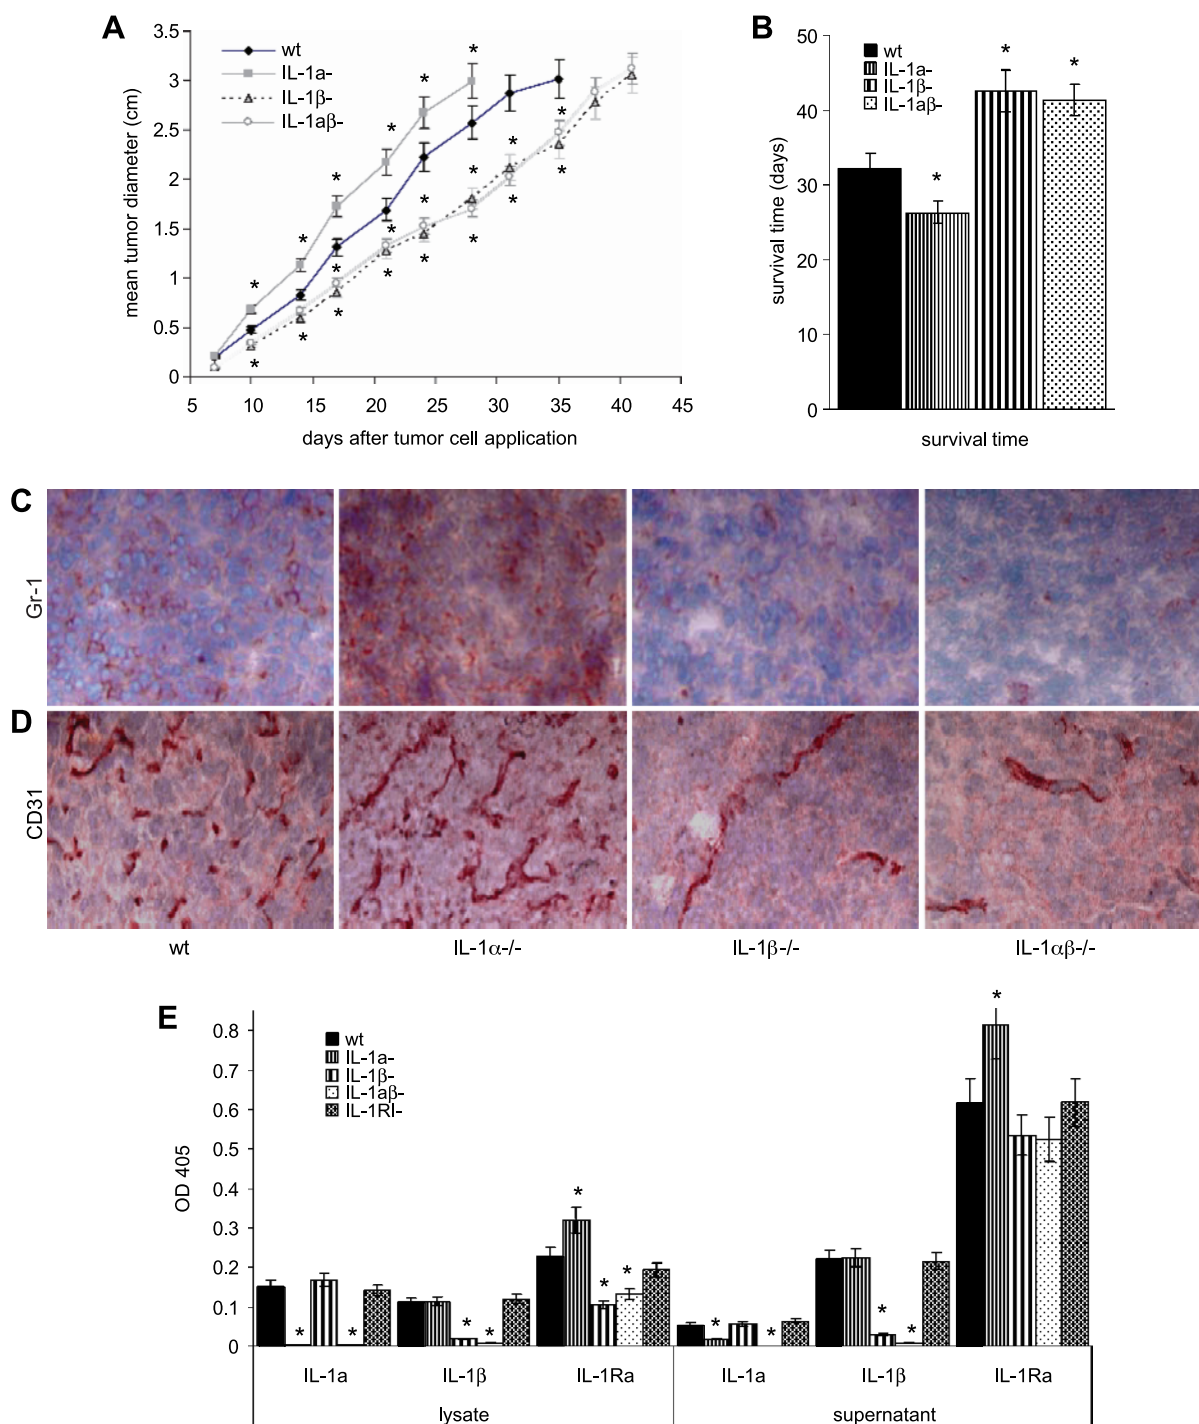 A
3.5
3
2.5
2
1.5
1
0.5
0
mean tumor diameter (cm)
wt
IL-1a-
IL-1β-
IL-1aβ-
* * * * * * *
* * * * * *
* * * * * * * *
5 10 15 20 25 30 35 40 45
days after tumor cell application
B
50
40
30
20
10
0
survival time (days)
wt
IL-1a-
IL-1β-
IL-1aβ-
* * *
survival time
C
Gr-1
D
CD31
wt IL-1α-/- IL-1β-/- IL-1αβ-/-
E
0.8
0.7
0.6
0.5
0.4
0.3
0.2
0.1
0
OD 405
wt
IL-1a-
IL-1β-
IL-1aβ-
IL-1RI-
* * * * * * * * * * * *
IL-1a IL-1β IL-1Ra IL-1a IL-1β IL-1Ra
lysate supernatant